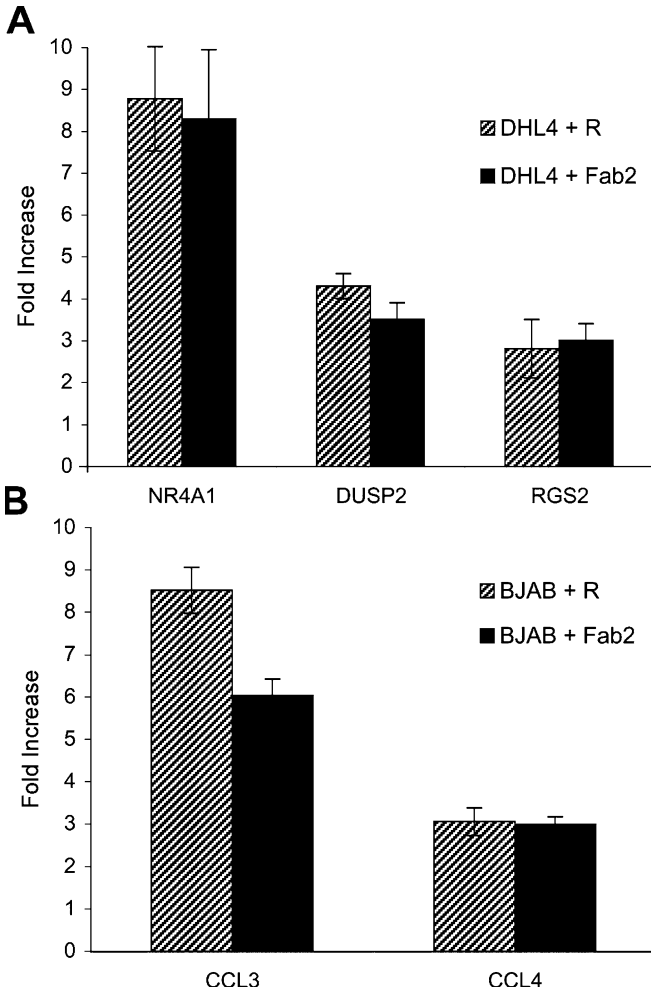 A
10
9
8
7
6
5
4
3
2
1
0
Fold Increase
DHL4 + R
DHL4 + Fab2
NR4A1 DUSP2 RGS2
B
10
9
8
7
6
5
4
3
2
1
0
Fold Increase
BJAB + R
BJAB + Fab2
CCL3 CCL4